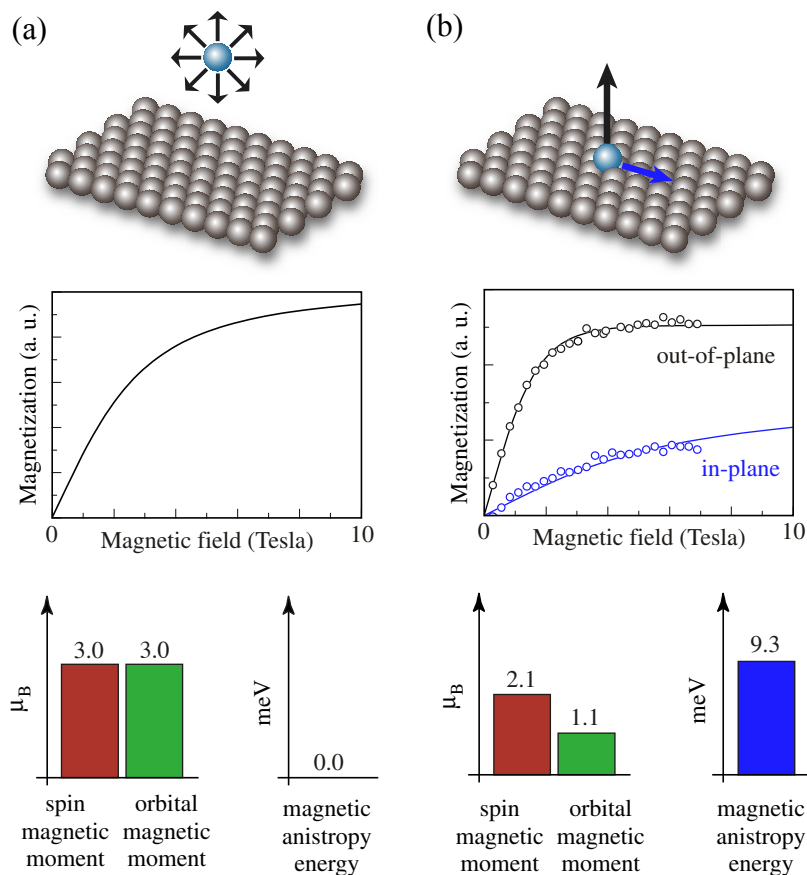 (a)
(b)
Magnetization (a. u.)
0
10
Magnetic field (Tesla)
Magnetization (a. u.)
out-of-plane
in-plane
0
10
Magnetic field (Tesla)
μB
3.0
3.0
spin
magnetic
moment
orbital
magnetic
moment
meV
0.0
magnetic
anistropy
energy
μB
2.1
1.1
spin
magnetic
moment
orbital
magnetic
moment
meV
9.3
magnetic
anistropy
energy